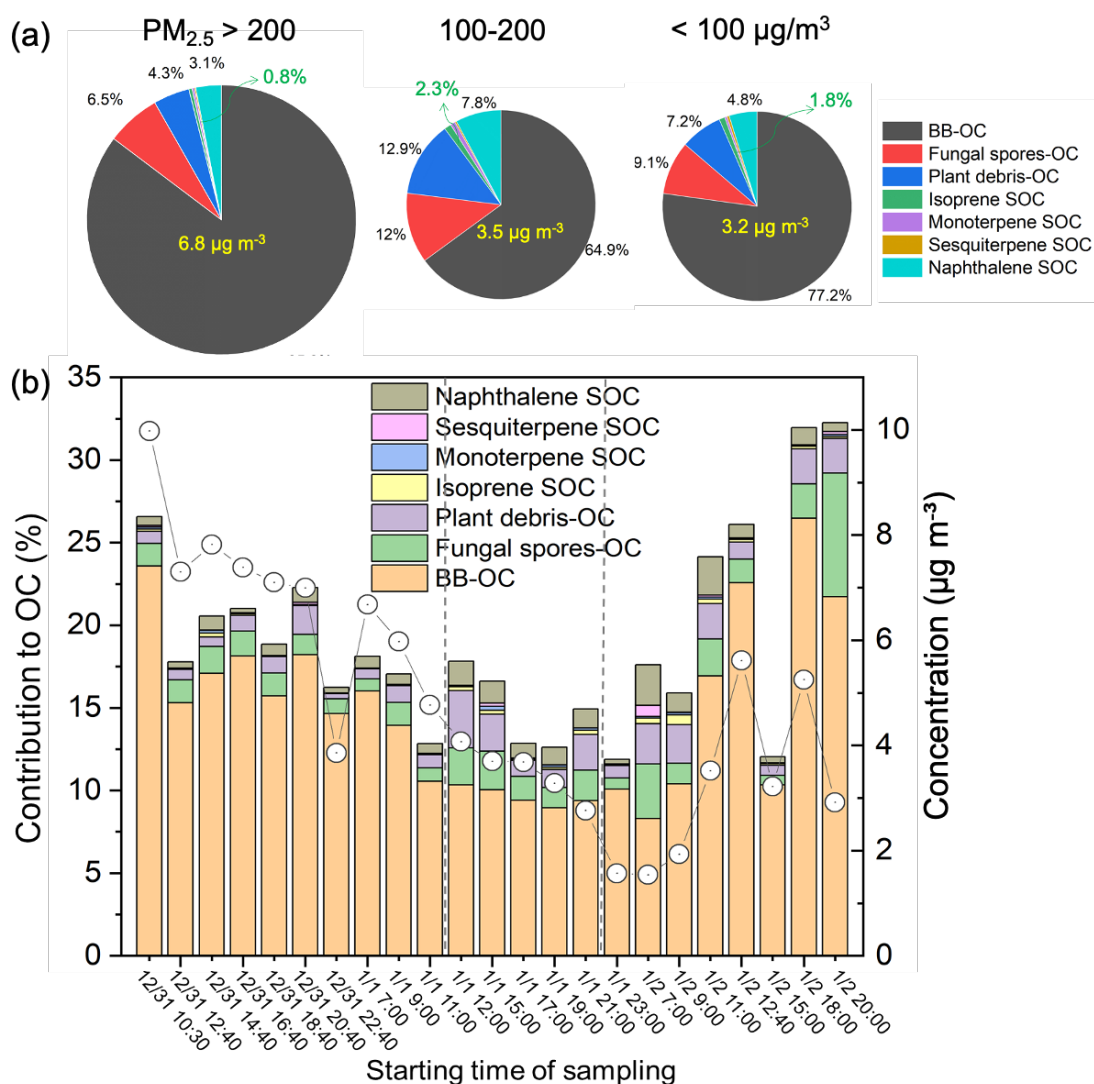 (a)
PM2.5 > 200
100-200
< 100 µg/m³
6.5%
4.3%
3.1%
0.8%
6.8 µg m-³
2.3%
7.8%
12.9%
12%
3.5 µg m-³
64.9%
4.8%
1.8%
7.2%
9.1%
3.2 µg m-³
77.2%
BB-OC
Fungal spores-OC
Plant debris-OC
Isoprene SOC
Monoterpene SOC
Sesquiterpene SOC
Naphthalene SOC
(b)
Contribution to OC (%)
35
30
25
20
15
10
5
0
Naphthalene SOC
Sesquiterpene SOC
Monoterpene SOC
Isoprene SOC
Plant debris-OC
Fungal spores-OC
BB-OC
10
8
6
4
2
0
Concentration (µg m-³)
12/31 10:30
12/31 12:40
12/31 14:40
12/31 16:40
12/31 18:40
12/31 20:40
12/31 22:40
1/1 7:00
1/1 9:00
1/1 11:00
1/1 12:00
1/1 15:00
1/1 17:00
1/1 19:00
1/1 21:00
1/1 23:00
1/2 7:00
1/2 9:00
1/2 11:00
1/2 12:40
1/2 15:00
1/2 18:00
1/2 20:00
Starting time of sampling